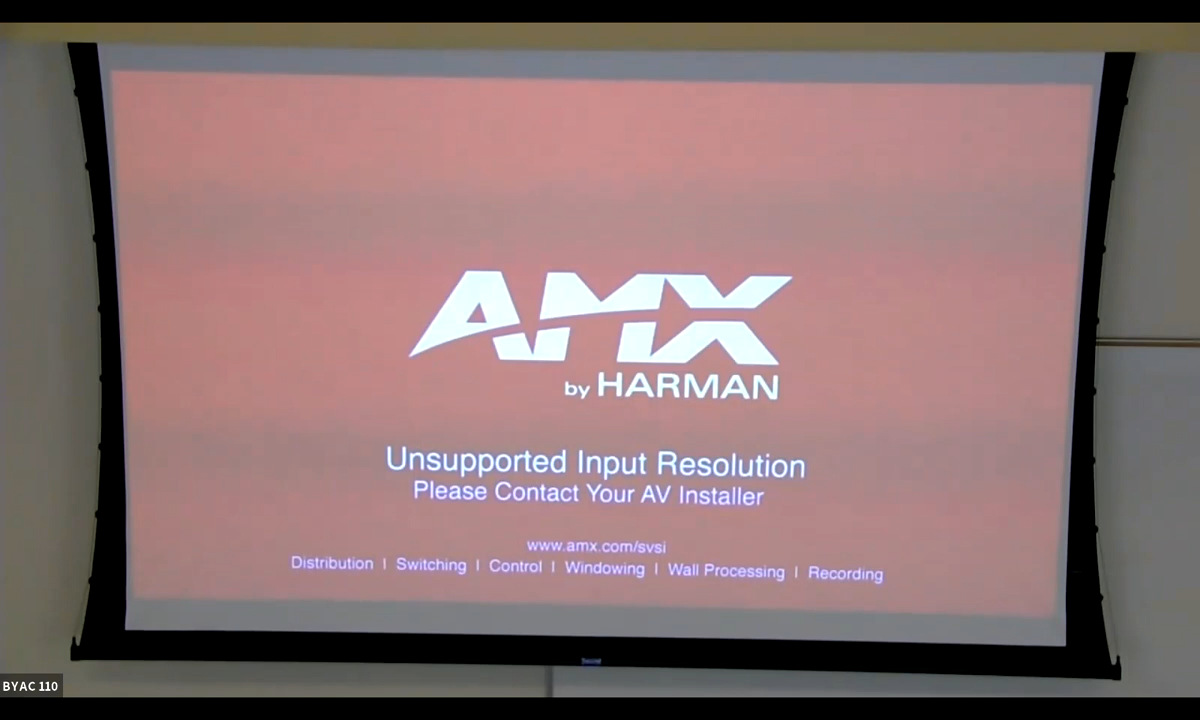 AMX
by HARMAN
Unsupported Input Resolution
Please Contact Your AV Installer
www.amx.com/svsi
Distribution | Switching | Control | Windowing | Wall Processing | Recording
BYAC 110